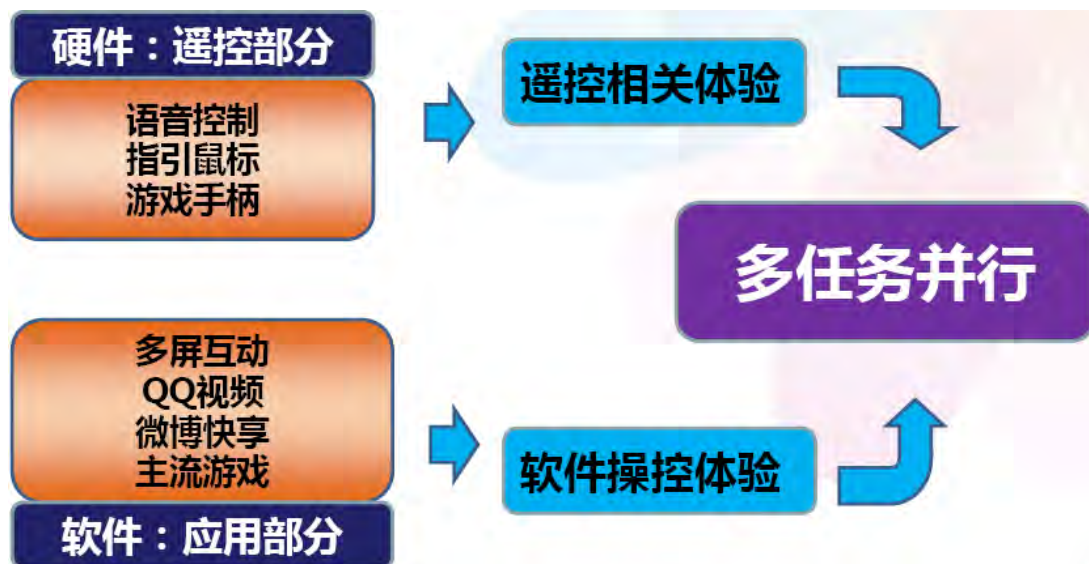 硬件：遥控部分
语音控制
指引鼠标
游戏手柄
遥控相关体验
多任务并行
多屏互动
QQ视频
微博快享
主流游戏
软件操控体验
软件：应用部分